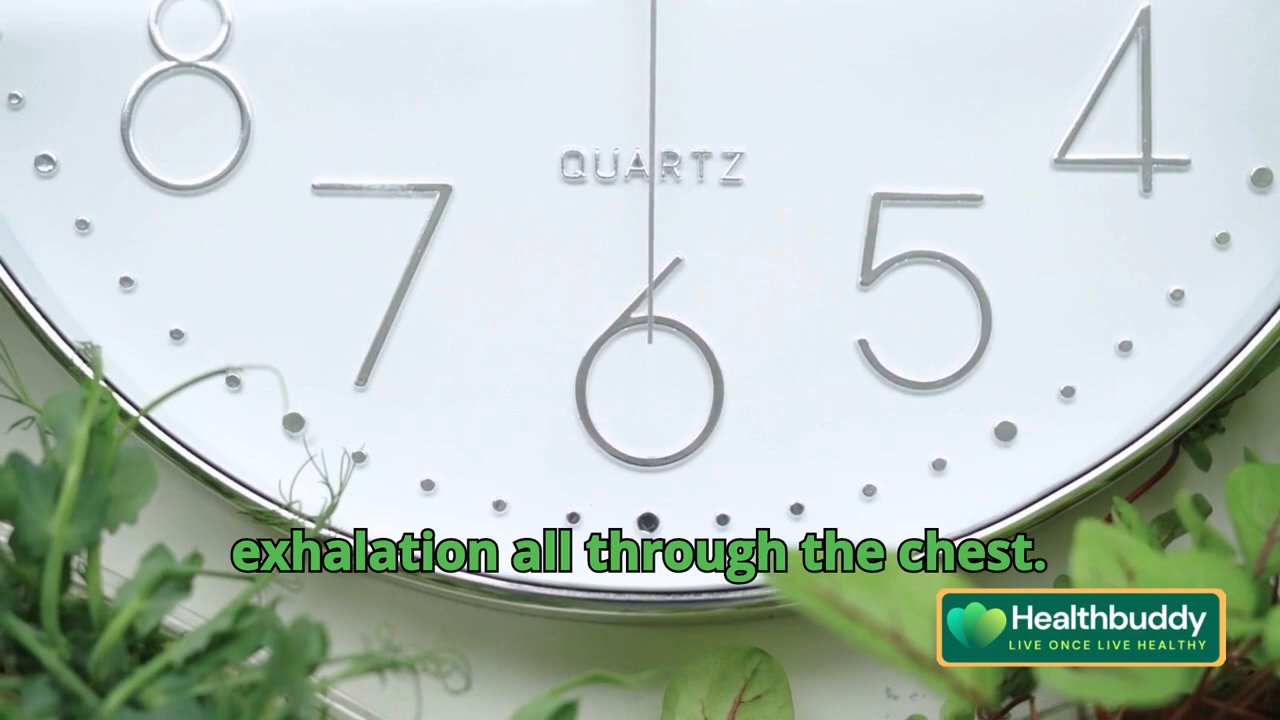 8
4
QUARTZ
7
5
6
exhalation all through the chest.
Healthbuddy
LIVE ONCE LIVE HEALTHY